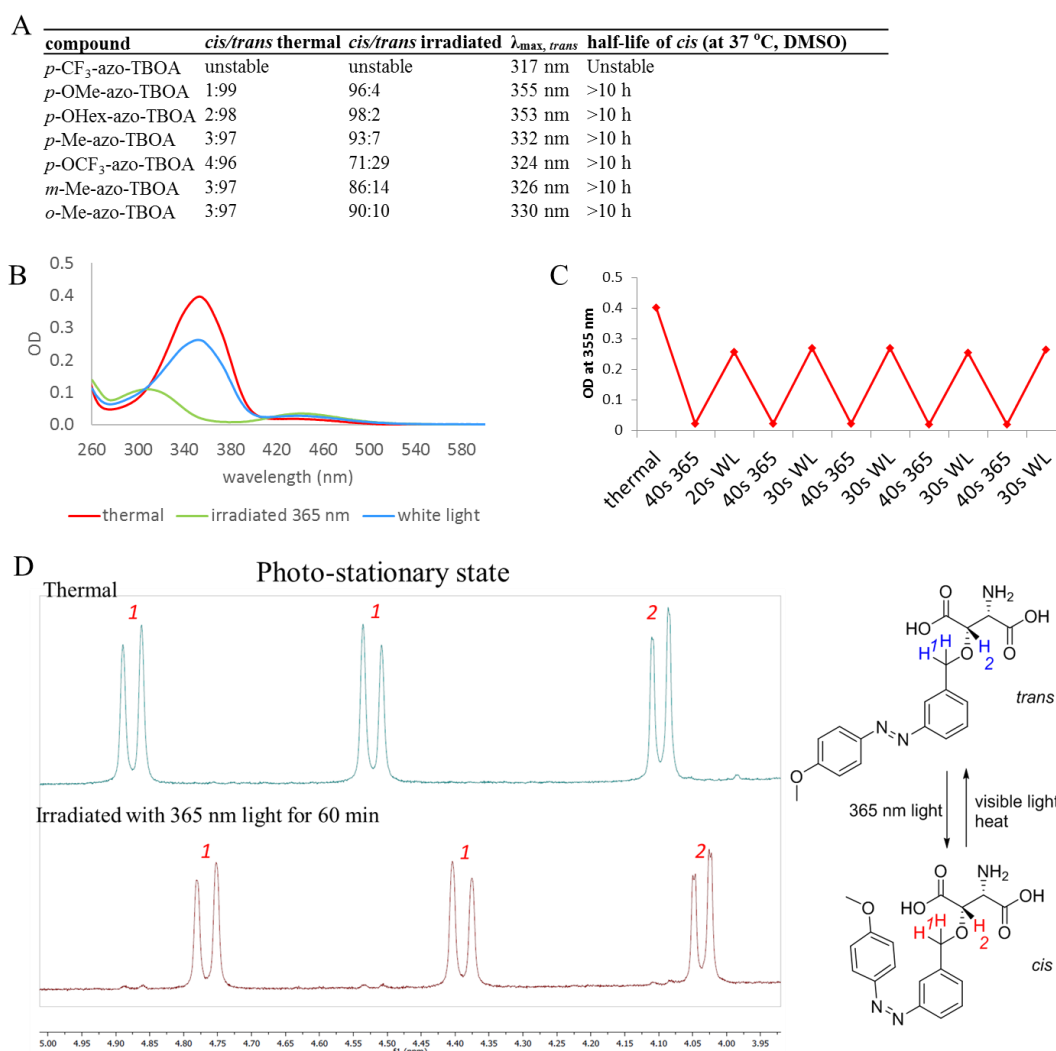 A
compound cis/trans thermal cis/trans irradiated λmax, trans half-life of cis (at 37 °C, DMSO)
p-CF3-azo-TBOA unstable unstable 317 nm Unstable
p-OMe-azo-TBOA 1:99 96:4 355 nm >10 h
p-OHex-azo-TBOA 2:98 98:2 353 nm >10 h
p-Me-azo-TBOA 3:97 93:7 332 nm >10 h
p-OCF3-azo-TBOA 4:96 71:29 324 nm >10 h
m-Me-azo-TBOA 3:97 86:14 326 nm >10 h
o-Me-azo-TBOA 3:97 90:10 330 nm >10 h
B
0.5
0.4
0.3
0.2
0.1
0.0
OD
260 300 340 380 420 460 500 540 580
wavelength (nm)
thermal irradiated 365 nm white light
C
0.5
0.4
0.3
0.2
0.1
0
OD at 355 nm
thermal
40s 365
20s WL
40s 365
30s WL
40s 365
30s WL
40s 365
30s WL
40s 365
30s WL
D
Photo-stationary state
Thermal
1 1 2
Irradiated with 365 nm light for 60 min
1 1 2
5.00 4.95 4.90 4.85 4.80 4.75 4.70 4.65 4.60 4.55 4.50 4.45 4.40 4.35 4.30 4.25 4.20 4.15 4.10 4.05 4.00 3.95
O NH2
HO OH
H1H O H 2 O
trans
N
N
O
365 nm light
visible light
heat
O NH2
O HO OH
H1H O H 2 O
cis
N=N